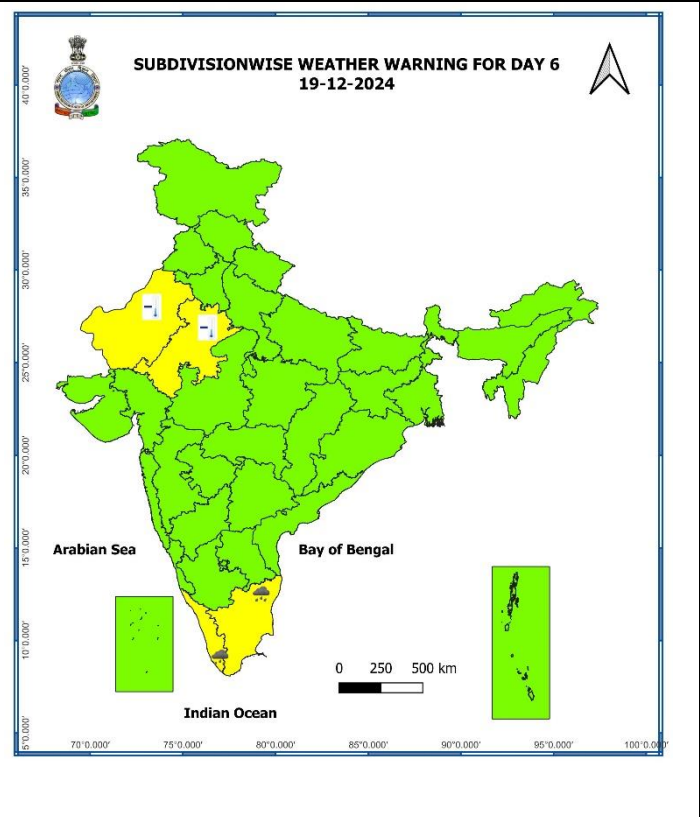 SUBDIVISIONWISE WEATHER WARNING FOR DAY 6
19-12-2024
40°0.000'
35°0.000'
30°0.000'
25°0.000'
20°0.000'
15°0.000'
10°0.000'
5°0.000'
Arabian Sea
Bay of Bengal
0 250 500 km
Indian Ocean
70°0.000' 75°0.000' 80°0.000' 85°0.000' 90°0.000' 95°0.000' 100°0.000'